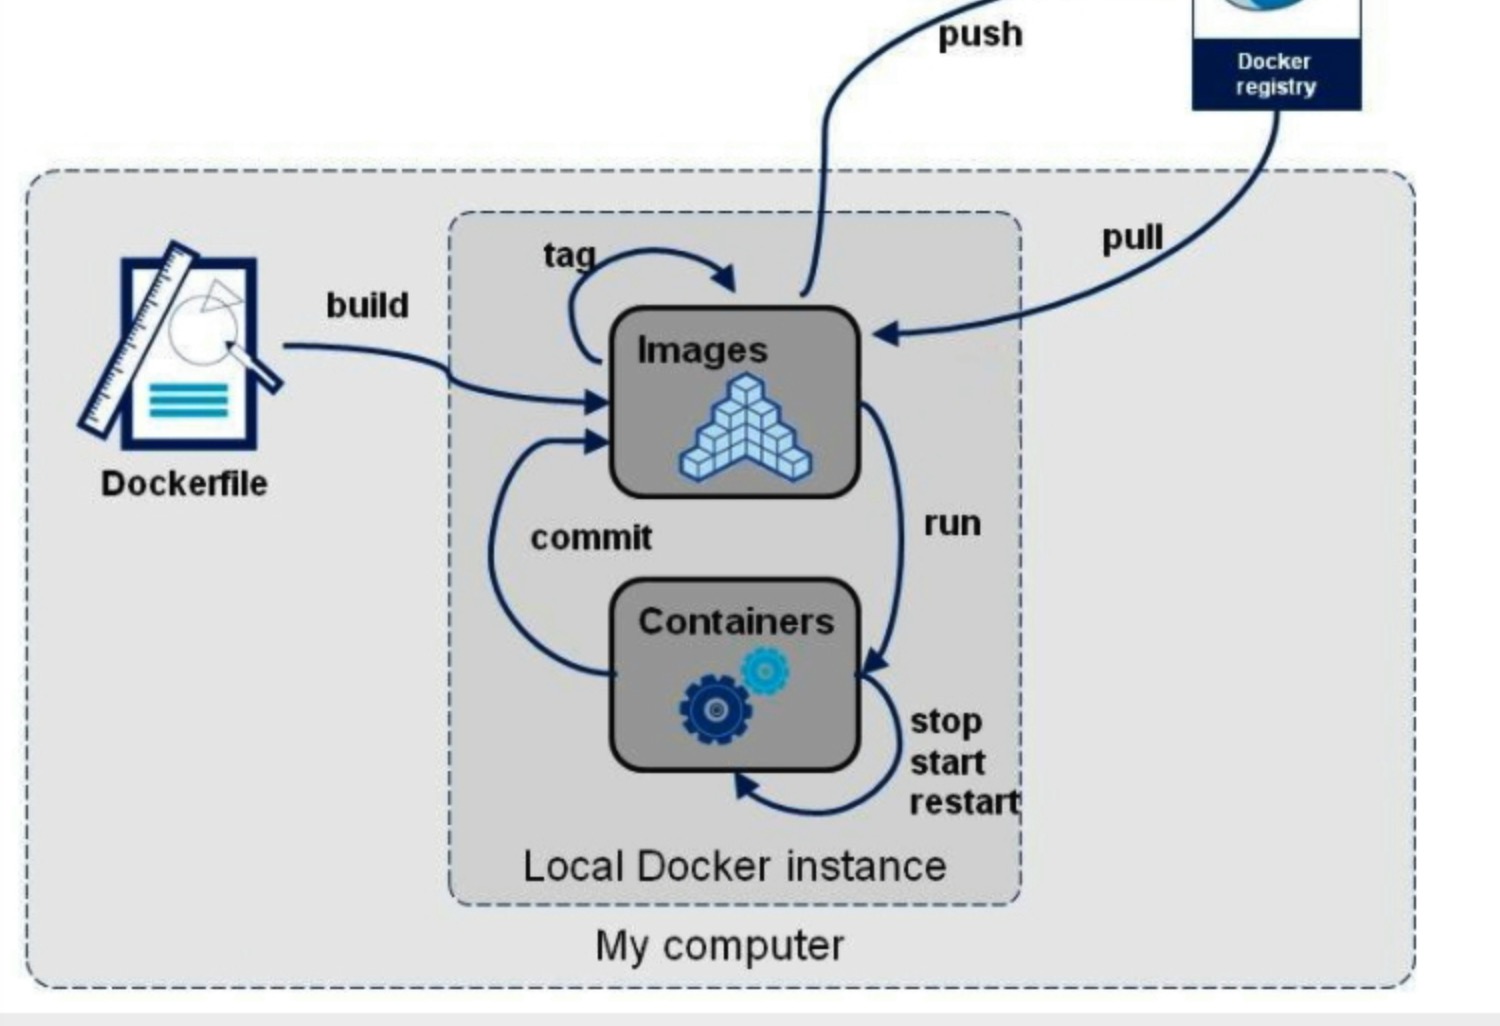 push
Docker
registry
pull
tag
build
Images
Dockerfile
commit
run
Containers
stop
start
restart
Local Docker instance
My computer